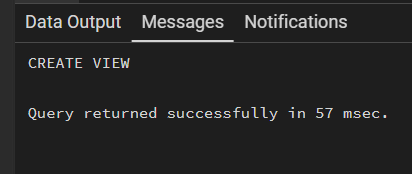 Data Output Messages Notifications
CREATE VIEW
Query returned successfully in 57 msec.